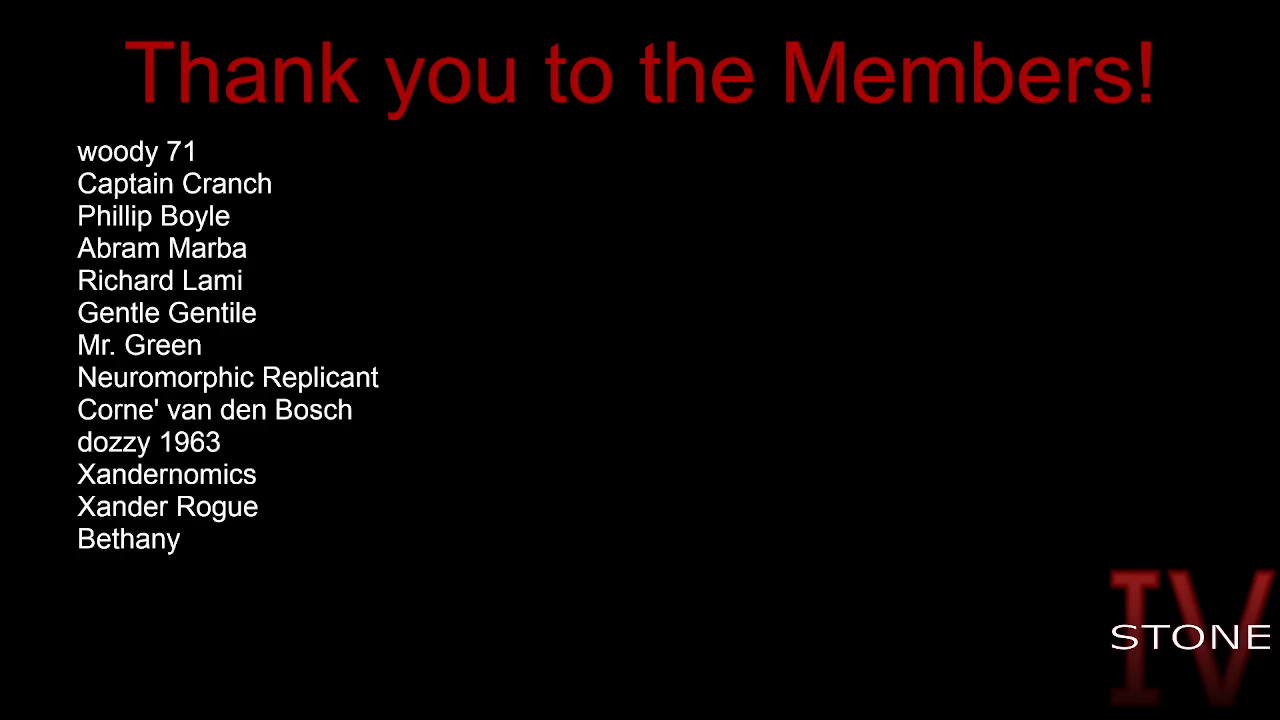 Thank you to the Members!
woody 71
Captain Cranch
Phillip Boyle
Abram Marba
Richard Lami
Gentle Gentile
Mr. Green
Neuromorphic Replicant
Corne' van den Bosch
dozzy 1963
Xandernomics
Xander Rogue
Bethany
IV
STONE